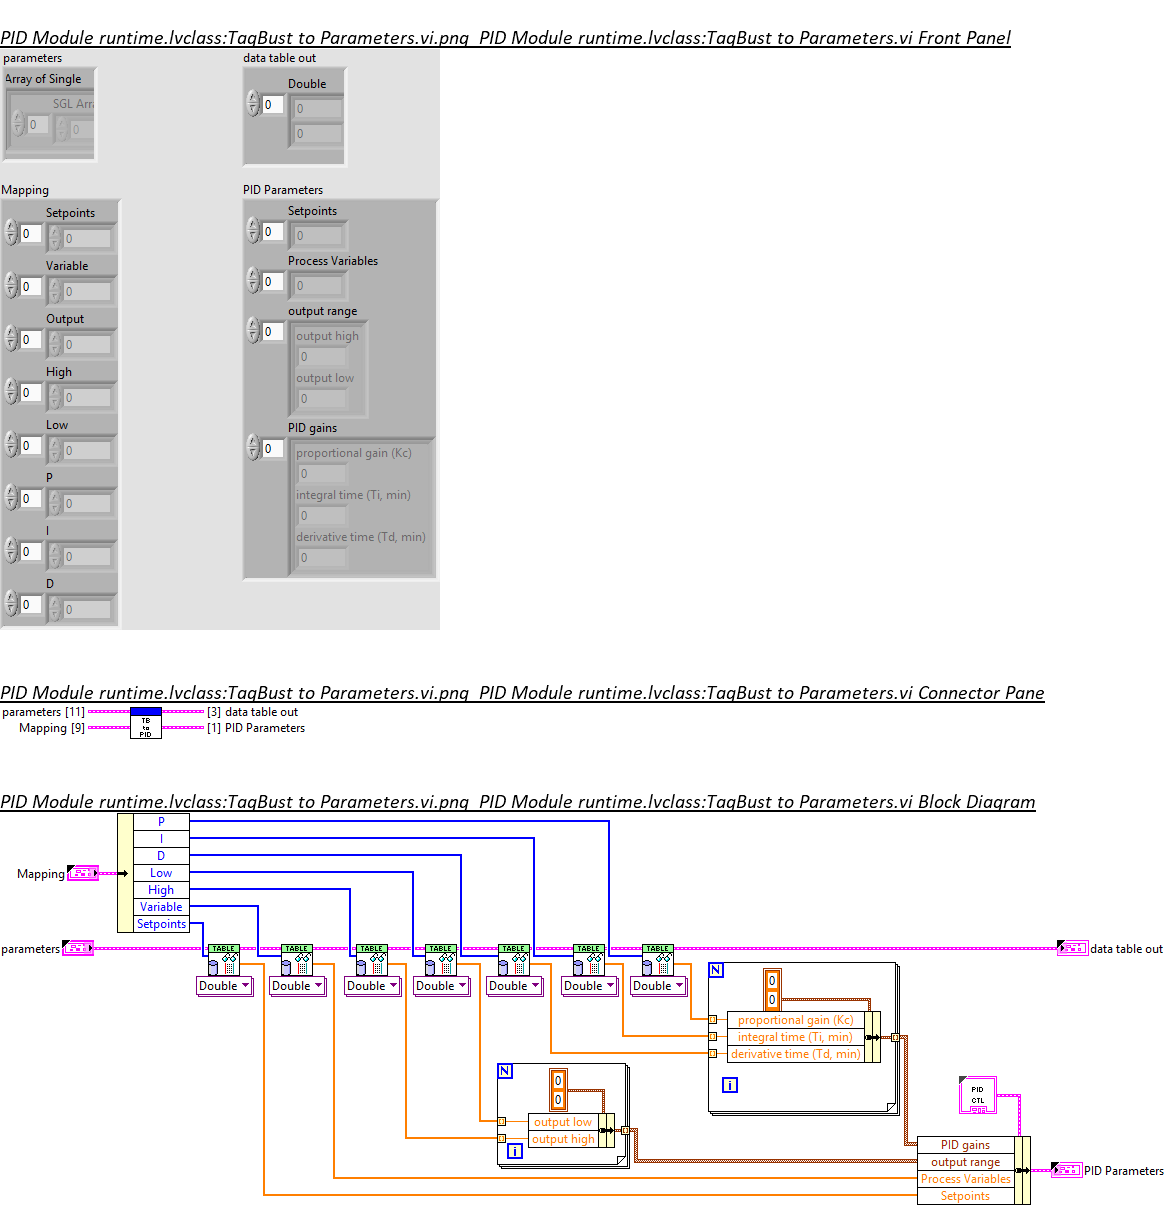 PID Module runtime.lvclass:TagBust to Parameters.vi.png PID Module runtime.lvclass:TagBust to Parameters.vi Front Panel
parameters
data table out
Array of Single
Double
SGL Arra
0
0
0
0
0
Mapping
PID Parameters
Setpoints
Setpoints
0
0
0
0
Variable
Process Variables
0
0
0
0
Output
output range
0
0
0
output high
0
High
output low
0
0
0
Low
PID gains
0
0
0
proportional gain (Kc)
0
P
integral time (Ti, min)
0
0
0
I
derivative time (Td, min)
0
0
0
D
0
0
PID Module runtime.lvclass:TagBust to Parameters.vi.png PID Module runtime.lvclass:TagBust to Parameters.vi Connector Pane
parameters [11]
[3] data table out
Mapping [9]
[1] PID Parameters
TB
to
PID
PID Module runtime.lvclass:TagBust to Parameters.vi.png PID Module runtime.lvclass:TagBust to Parameters.vi Block Diagram
P
I
D
Mapping
Low
High
Variable
Setpoints
parameters
TABLE TABLE TABLE TABLE TABLE TABLE TABLE
data table out
Double Double Double Double Double Double Double
N
0
0
proportional gain (Kc)
integral time (Ti, min)
derivative time (Td, min)
i
N
0
0
output low
output high
i
PID
CTL
PID gains
output range
Process Variables
Setpoints
PID Parameters